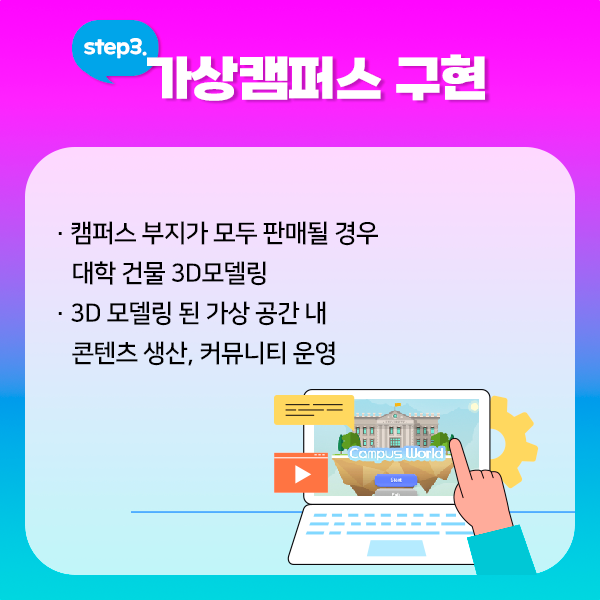 step3.
가상캠퍼스 구현
· 캠퍼스 부지가 모두 판매될 경우
대학 건물 3D모델링
· 3D 모델링 된 가상 공간 내
콘텐츠 생산, 커뮤니티 운영
Campus World